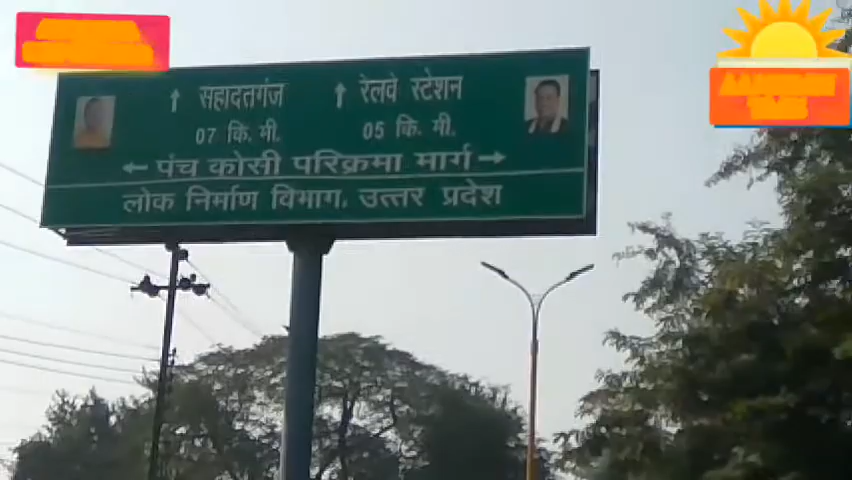 ↑ सहादतगंज ↑ रेलवे स्टेशन
07 कि. मी. 05 कि. मी.
← पंच कोसी परिक्रमा मार्ग →
लोक निर्माण विभाग, उत्तर प्रदेश